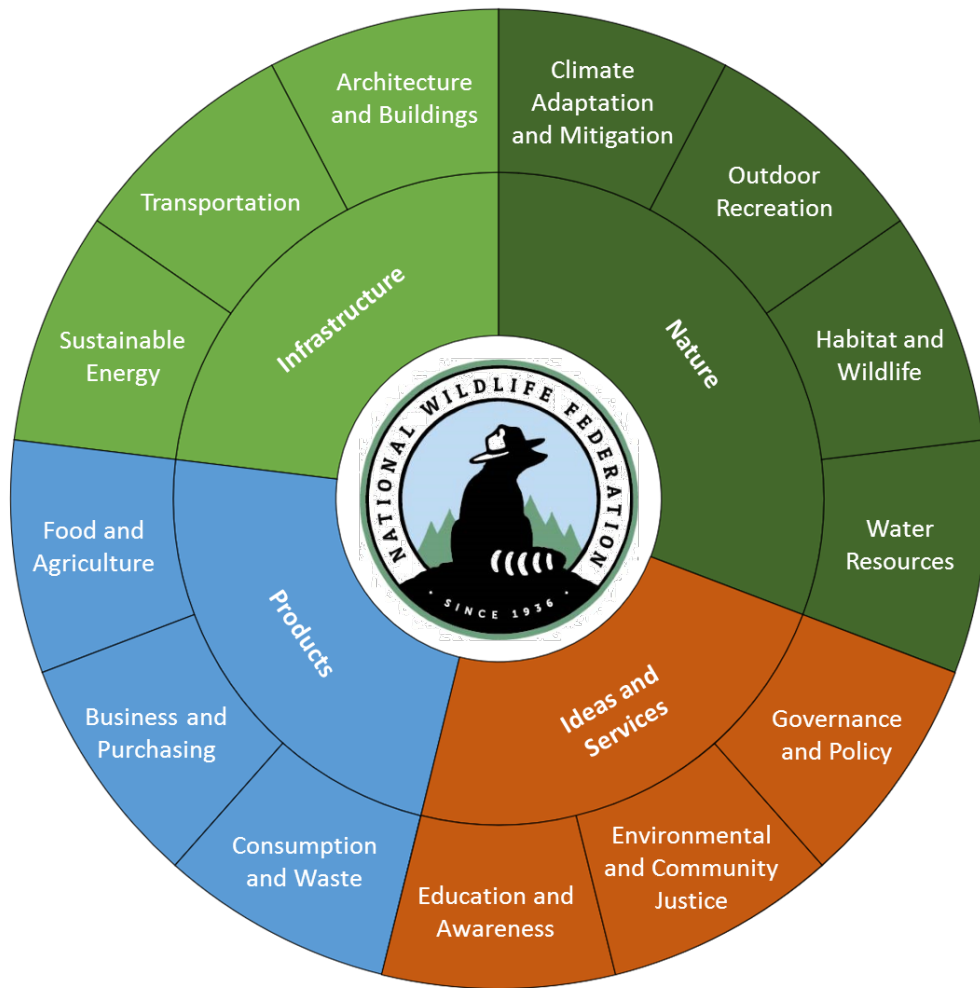 Architecture
and Buildings
Climate
Adaptation
and Mitigation
Outdoor
Recreation
Habitat and
Wildlife
Water
Resources
Governance
and Policy
Environmental
and Community
Justice
Education and
Awareness
Consumption
and Waste
Business and
Purchasing
Food and
Agriculture
Sustainable
Energy
Transportation
Infrastructure
Nature
Ideas and
Services
Products
NATIONAL WILDLIFE FEDERATION
· SINCE 1936 ·